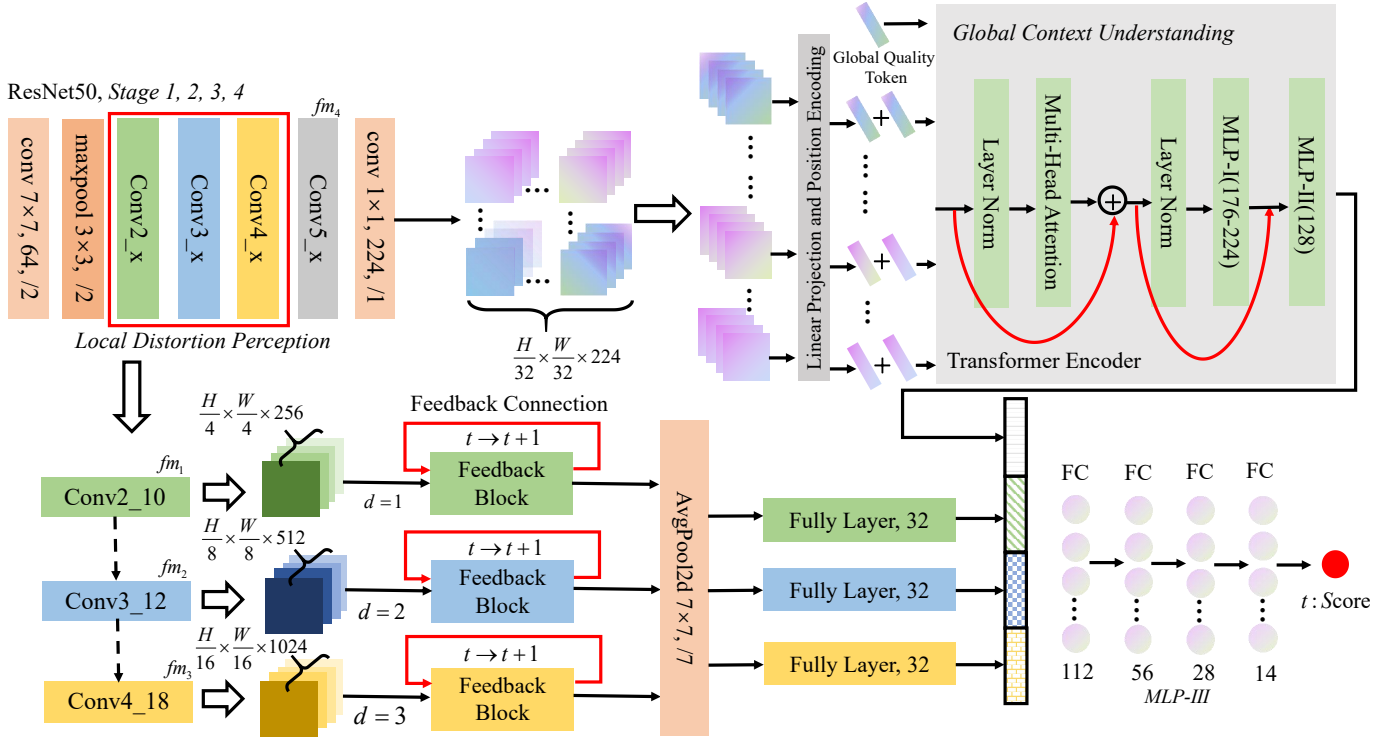 ResNet50, Stage 1, 2, 3, 4
fm₄
conv 7×7, 64, /2
maxpool 3×3, /2
Conv2_x
Conv3_x
Conv4_x
Conv5_x
conv 1×1, 224, /1
Local Distortion Perception
H/32 × W/32 × 224
Linear Projection and Position Encoding
Global Quality
Token
+
+
+
Global Context Understanding
Layer Norm
Multi-Head Attention
+
Layer Norm
MLP-I(176-224)
MLP-II(128)
Transformer Encoder
H/4 × W/4 × 256
fm₁
Conv2_10
d = 1
Feedback Connection
t → t + 1
Feedback
Block
H/8 × W/8 × 512
fm₂
Conv3_12
d = 2
t → t + 1
Feedback
Block
H/16 × W/16 × 1024
fm₃
Conv4_18
d = 3
t → t + 1
Feedback
Block
AvgPool2d 7×7, /7
Fully Layer, 32
Fully Layer, 32
Fully Layer, 32
FC FC FC FC
t : Score
112 56 28 14
MLP-III